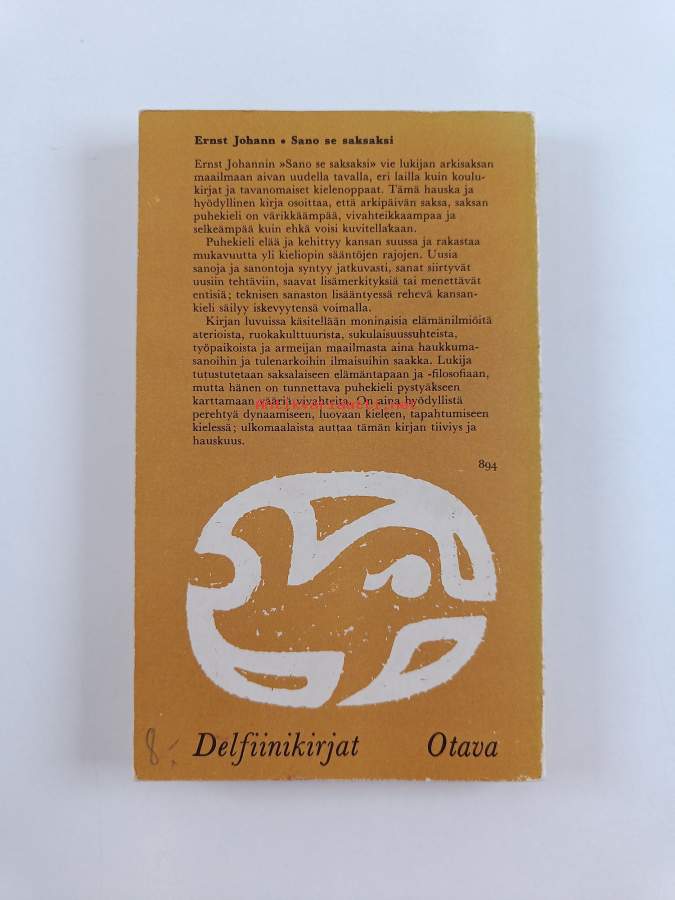 Ernst Johann • Sano se saksaksi
Ernst Johannin »Sano se saksaksi» vie lukijan arkisaksan
maailmaan aivan uudella tavalla, eri lailla kuin koulu-
kirjat ja tavanomaiset kielenoppaat. Tämä hauska ja
hyödyllinen kirja osoittaa, että arkipäivän saksa, saksan
puhekieli on värikkäämpää, vivahteikkaampaa ja
selkeämpää kuin ehkä voisi kuvitellakaan.
Puhekieli elää ja kehittyy kansan suussa ja rakastaa
mukavuutta yli kieliopin sääntöjen rajojen. Uusia
sanoja ja sanontoja syntyy jatkuvasti, sanat siirtyvät
uusiin tehtäviin, saavat lisämerkityksiä tai menettävät
entisiä; teknisen sanaston lisääntyessä rehevä kansan-
kieli säilyy iskevyytensä voimalla.
Kirjan luvuissa käsitellään moninaisia elämänilmiöitä
aterioista, ruokakulttuurista, sukulaisuussuhteista,
työpaikoista ja armeijan maailmasta aina haukkuma-
sanoihin ja tulenarkoihin ilmaisuihin saakka. Lukija
tutustutetaan saksalaiseen elämäntapaan ja -filosofiaan,
mutta hänen on tunnettava puhekieli pystyäkseen
karttamaan vääriä vivahteita. On aina hyödyllistä
perehtyä dynaamiseen, luovaan kieleen, tapahtumiseen
kielessä; ulkomaalaista auttaa tämän kirjan tiiviys ja
hauskuus.
894
8:-
Delfiinikirjat Otava